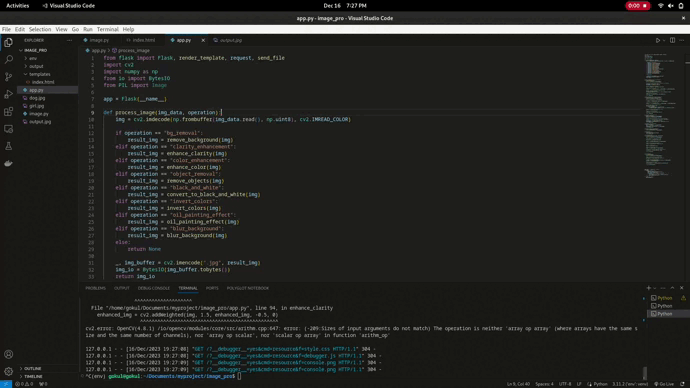 Activities
Visual Studio Code
Dec 16 7:27 PM
0:00
app.py - image_pro - Visual Studio Code
File Edit Selection View Go Run Terminal Help
EXPLORER
IMAGE_PRO
env
output
templates
index.html
app.py
dog.jpg
girl.jpg
image.py
output.jpg
OUTLINE
TIMELINE
image.py
index.html
app.py
output.jpg
app.py > process_image
1 from flask import Flask, render_template, request, send_file
2 import cv2
3 import numpy as np
4 from io import BytesIO
5 from PIL import Image
6
7 app = Flask(__name__)
8
9 def process_image(img_data, operation):
10 img = cv2.imdecode(np.frombuffer(img_data.read(), np.uint8), cv2.IMREAD_COLOR)
11
12 if operation == "bg_removal":
13 result_img = remove_background(img)
14 elif operation == "clarity_enhancement":
15 result_img = enhance_clarity(img)
16 elif operation == "color_enhancement":
17 result_img = enhance_color(img)
18 elif operation == "object_removal":
19 result_img = remove_objects(img)
20 elif operation == "black_and_white":
21 result_img = convert_to_black_and_white(img)
22 elif operation == "invert_colors":
23 result_img = invert_colors(img)
24 elif operation == "oil_painting_effect":
25 result_img = oil_painting_effect(img)
26 elif operation == "blur_background":
27 result_img = blur_background(img)
28 else:
29 return None
30
31 _, img_buffer = cv2.imencode(".jpg", result_img)
32 img_io = BytesIO(img_buffer.tobytes())
33 return img_io
PROBLEMS OUTPUT DEBUG CONSOLE TERMINAL PORTS POLYGLOT NOTEBOOK
File "/home/gokul/Documents/myproject/image_pro/app.py", line 94, in enhance_clarity
enhanced_img = cv2.addWeighted(img, 1.5, enhanced_img, -0.5, 0)
cv2.error: OpenCV(4.8.1) /io/opencv/modules/core/src/arithm.cpp:647: error: (-209:Sizes of input arguments do not match) The operation is neither 'array op array' (where arrays have the same size and the same number of channels), nor 'array op scalar', nor 'scalar op array' in function 'arithm_op'
127.0.0.1 - - [16/Dec/2023 19:27:08] "GET /?__debugger__=yes&cmd=resource&f=style.css HTTP/1.1" 304 -
127.0.0.1 - - [16/Dec/2023 19:27:08] "GET /?__debugger__=yes&cmd=resource&f=debugger.js HTTP/1.1" 304 -
127.0.0.1 - - [16/Dec/2023 19:27:08] "GET /?__debugger__=yes&cmd=resource&f=console.png HTTP/1.1" 304 -
127.0.0.1 - - [16/Dec/2023 19:27:09] "GET /?__debugger__=yes&cmd=resource&f=console.png HTTP/1.1" 304 -
^C(env) gokul@gokul:~/Documents/myproject/image_pro$
Python
Python
Python
0 0
0
Ln 9, Col 40
Spaces: 4
UTF-8
LF
Python
3.11.2 ('env': venv)
Go Live